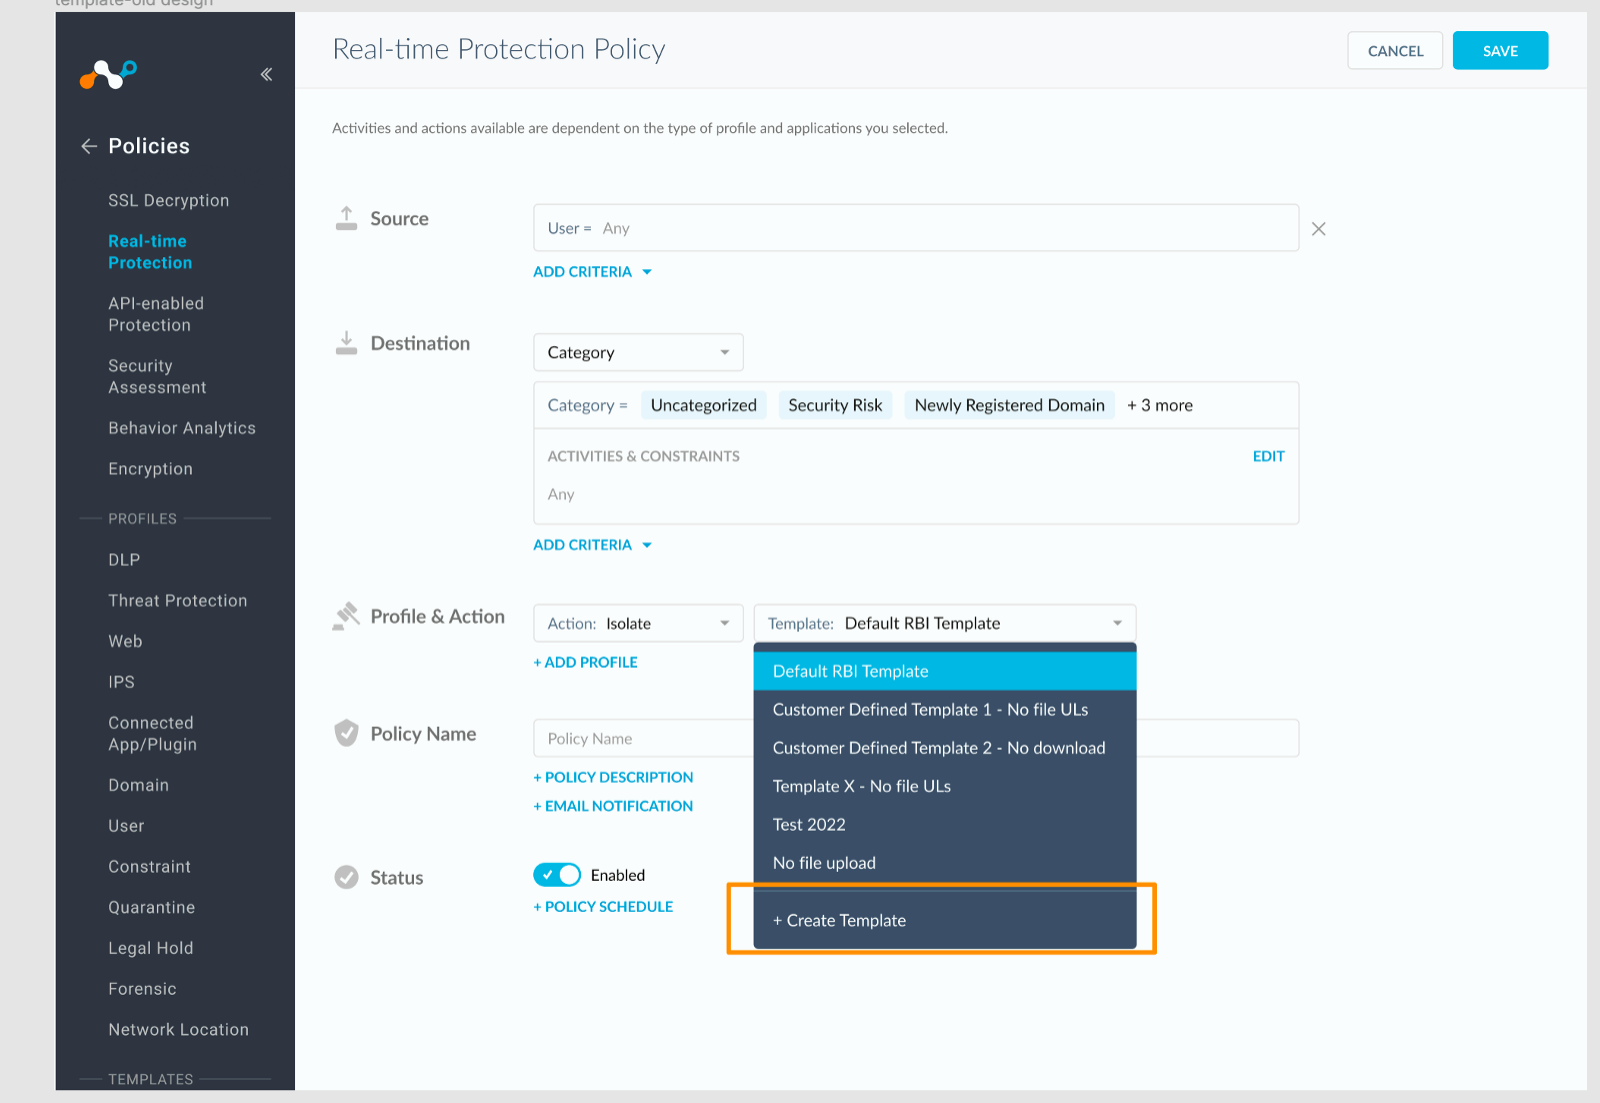 template-old design
Real-time Protection Policy
CANCEL
SAVE
Activities and actions available are dependent on the type of profile and applications you selected.
Policies
SSL Decryption
Real-time
Protection
API-enabled
Protection
Security
Assessment
Behavior Analytics
Encryption
PROFILES
DLP
Threat Protection
Web
IPS
Connected
App/Plugin
Domain
User
Constraint
Quarantine
Legal Hold
Forensic
Network Location
TEMPLATES
Source
User = Any
ADD CRITERIA
Destination
Category
Category = Uncategorized Security Risk Newly Registered Domain + 3 more
ACTIVITIES & CONSTRAINTS
EDIT
Any
ADD CRITERIA
Profile & Action
Action: Isolate
Template: Default RBI Template
+ ADD PROFILE
Default RBI Template
Customer Defined Template 1 - No file ULs
Customer Defined Template 2 - No download
Template X - No file ULs
Test 2022
No file upload
+ Create Template
Policy Name
Policy Name
+ POLICY DESCRIPTION
+ EMAIL NOTIFICATION
Status
Enabled
+ POLICY SCHEDULE